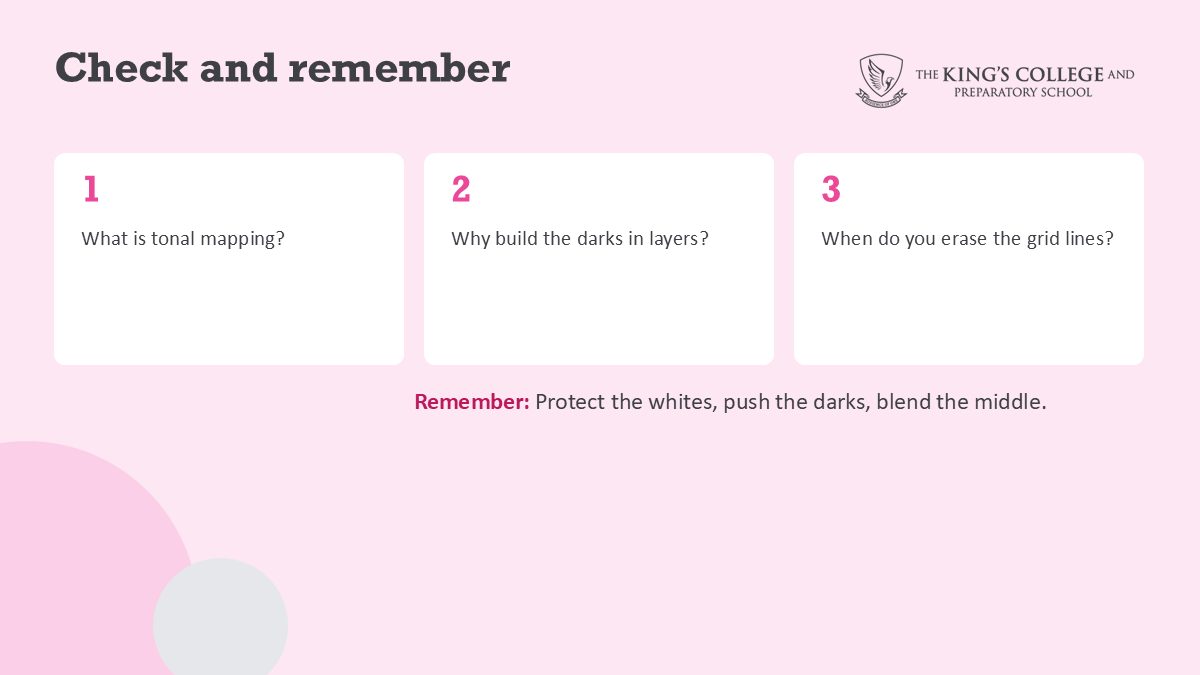 Check and remember
THE KING'S COLLEGE AND
PREPARATORY SCHOOL
1
What is tonal mapping?
2
Why build the darks in layers?
3
When do you erase the grid lines?
Remember: Protect the whites, push the darks, blend the middle.